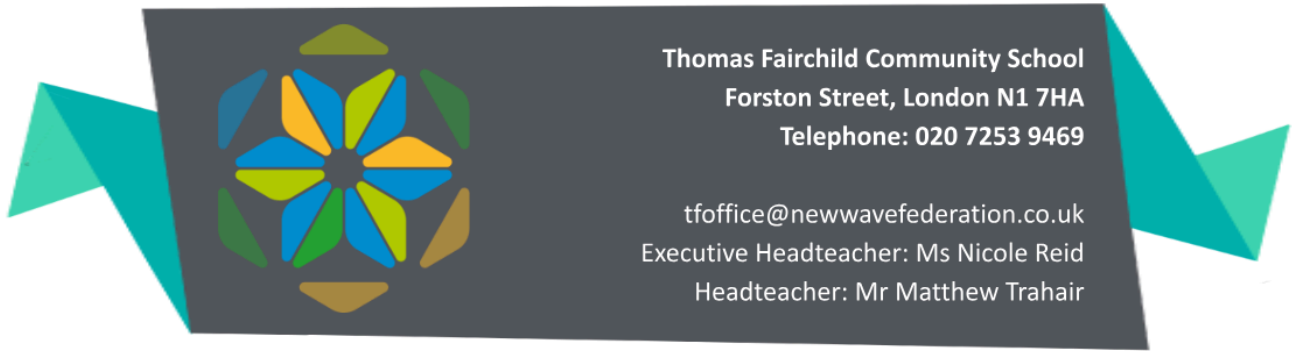 Thomas Fairchild Community School
Forston Street, London N1 7HA
Telephone: 020 7253 9469
tfoffice@newwavefederation.co.uk
Executive Headteacher: Ms Nicole Reid
Headteacher: Mr Matthew Trahair